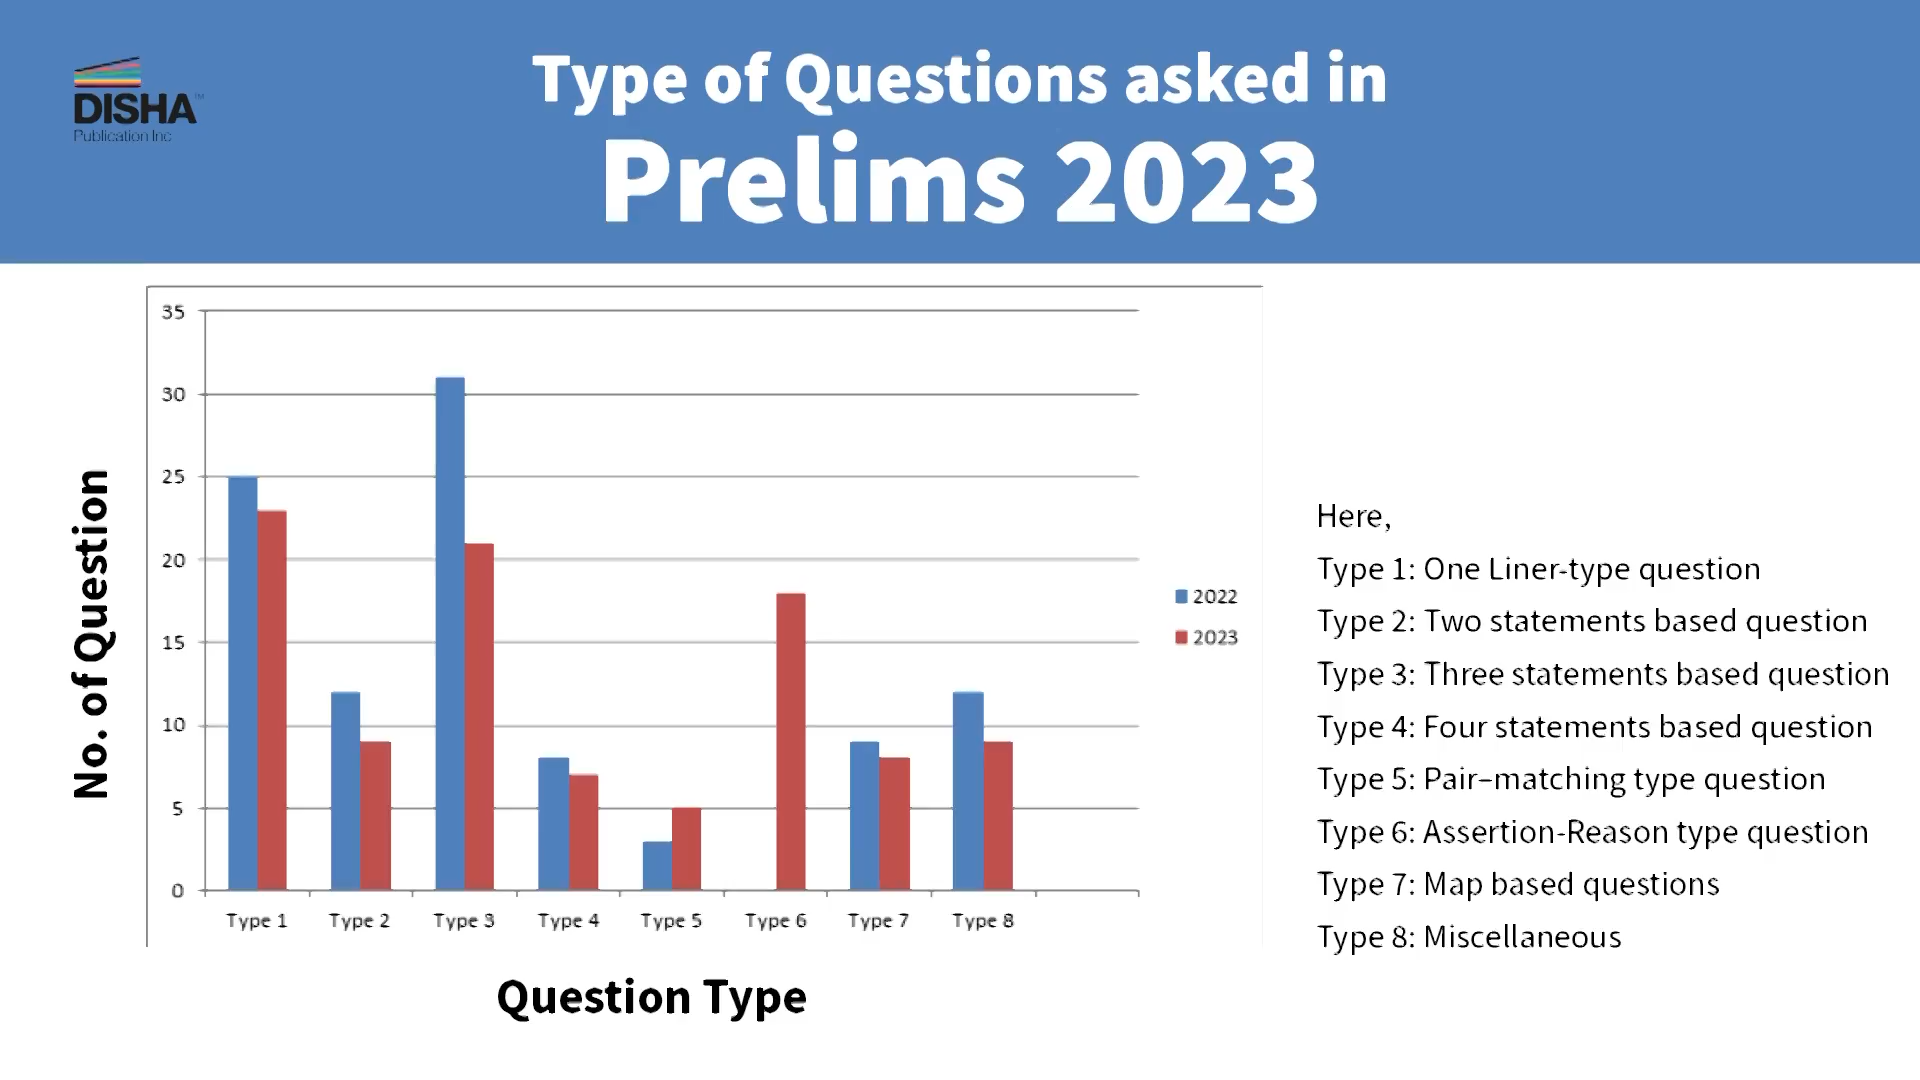 DISHA™
Publication Inc
Type of Questions asked in
Prelims 2023
No. of Question
35
30
25
20
15
10
5
0
Type 1 Type 2 Type 3 Type 4 Type 5 Type 6 Type 7 Type 8
Question Type
2022
2023
Here,
Type 1: One Liner-type question
Type 2: Two statements based question
Type 3: Three statements based question
Type 4: Four statements based question
Type 5: Pair–matching type question
Type 6: Assertion-Reason type question
Type 7: Map based questions
Type 8: Miscellaneous